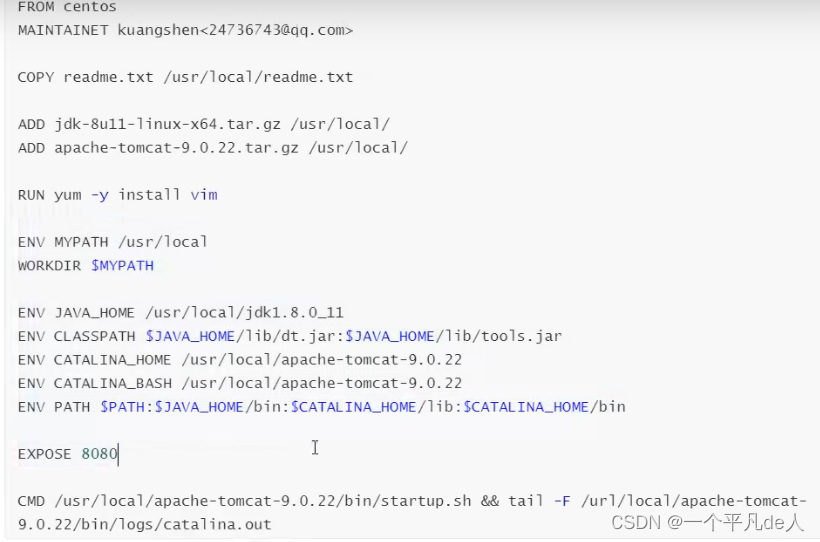 FROM centos
MAINTAINET kuangshen<24736743@qq.com>
COPY readme.txt /usr/local/readme.txt
ADD jdk-8u11-linux-x64.tar.gz /usr/local/
ADD apache-tomcat-9.0.22.tar.gz /usr/local/
RUN yum -y install vim
ENV MYPATH /usr/local
WORKDIR $MYPATH
ENV JAVA_HOME /usr/local/jdk1.8.0_11
ENV CLASSPATH $JAVA_HOME/lib/dt.jar:$JAVA_HOME/lib/tools.jar
ENV CATALINA_HOME /usr/local/apache-tomcat-9.0.22
ENV CATALINA_BASH /usr/local/apache-tomcat-9.0.22
ENV PATH $PATH:$JAVA_HOME/bin:$CATALINA_HOME/lib:$CATALINA_HOME/bin
EXPOSE 8080
CMD /usr/local/apache-tomcat-9.0.22/bin/startup.sh && tail -F /url/local/apache-tomcat-
9.0.22/bin/logs/catalina.out
CSDN @一个平凡de人